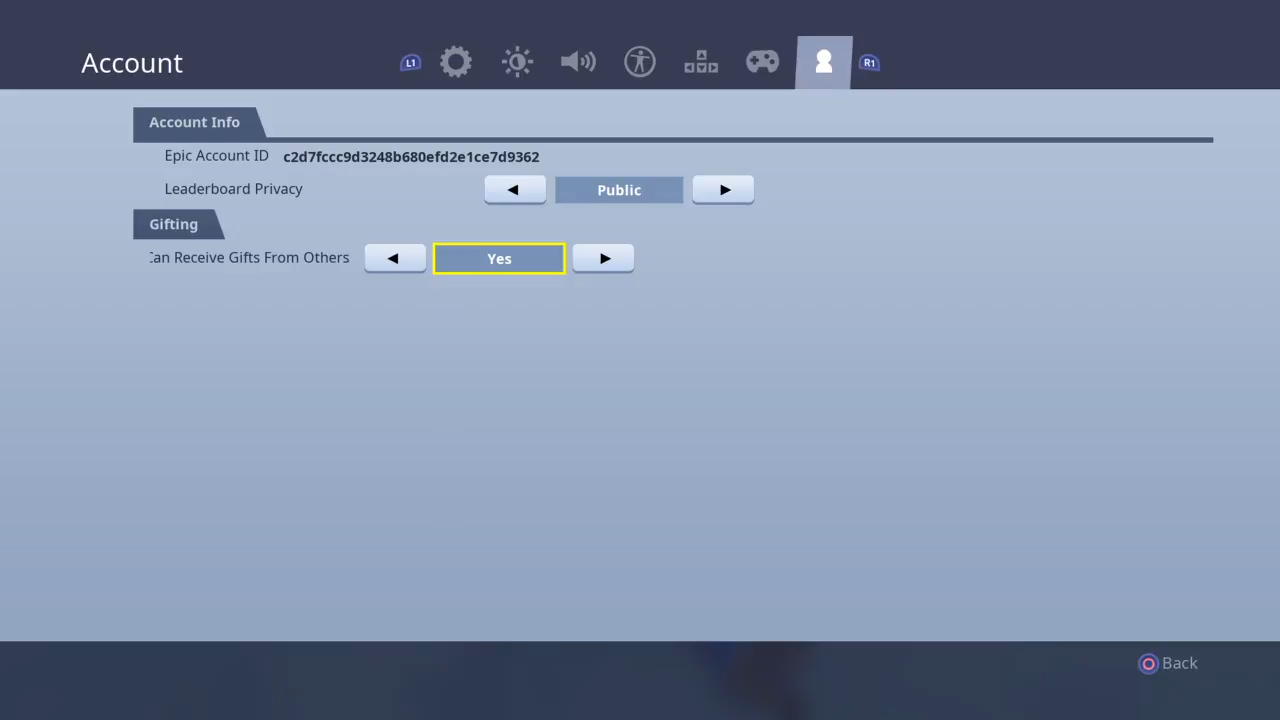 Account
L1
R1
Account Info
Epic Account ID c2d7fccc9d3248b680efd2e1ce7d9362
Leaderboard Privacy Public
Gifting
Can Receive Gifts From Others Yes
Back